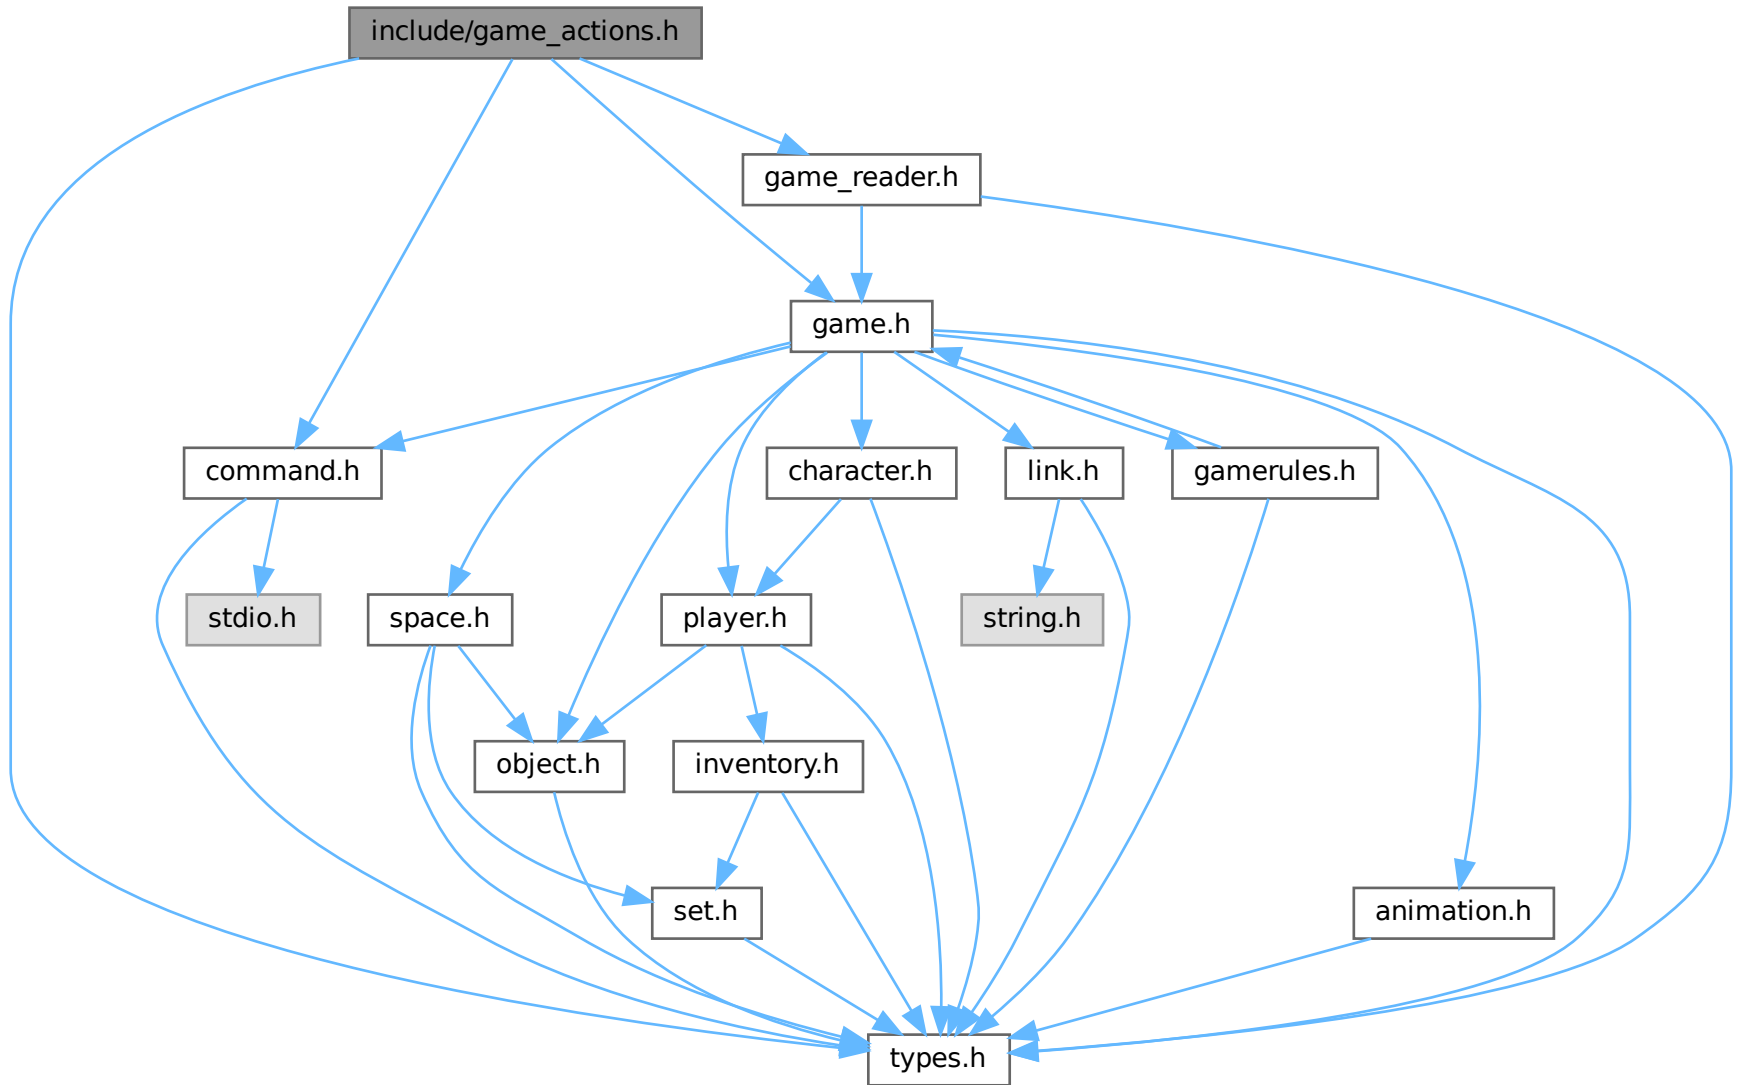 include/game_actions.h
game_reader.h
game.h
command.h
character.h
link.h
gamerules.h
stdio.h
space.h
player.h
string.h
object.h
inventory.h
set.h
animation.h
types.h